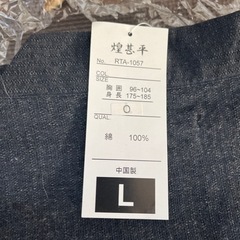 煌甚平
No. RTA-1057
COL.
SIZE
胸囲 96~104
身長 175~185
QUAL.
綿 100%
中国製
L